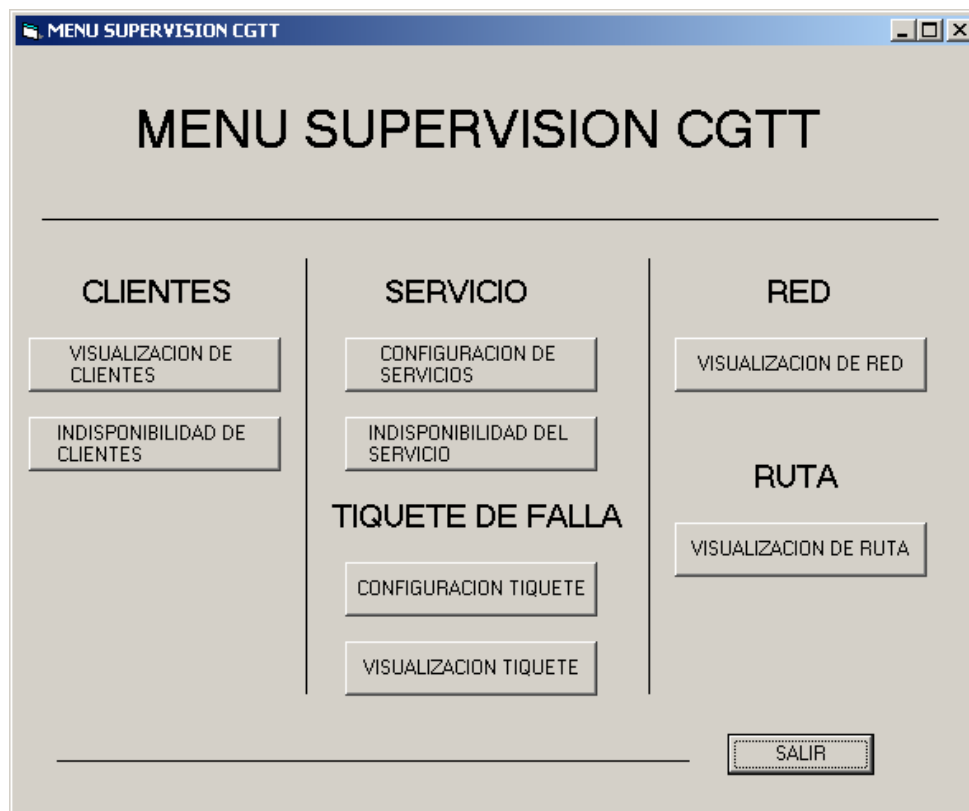 MENU SUPERVISION CGTT
MENU SUPERVISION CGTT
CLIENTES
VISUALIZACION DE
CLIENTES
INDISPONIBILIDAD DE
CLIENTES
SERVICIO
CONFIGURACION DE
SERVICIOS
INDISPONIBILIDAD DEL
SERVICIO
TIQUETE DE FALLA
CONFIGURACION TIQUETE
VISUALIZACION TIQUETE
RED
VISUALIZACION DE RED
RUTA
VISUALIZACION DE RUTA
SALIR